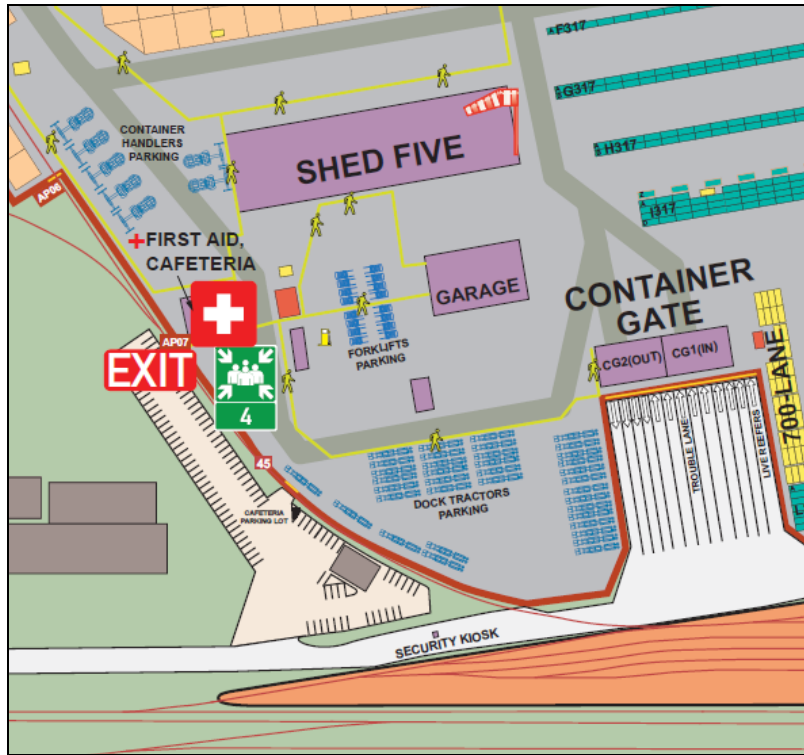 F317
G317
H317
I317
CONTAINER
HANDLERS
PARKING
SHED FIVE
AP06
FIRST AID,
CAFETERIA
GARAGE
CONTAINER
GATE
AP07
EXIT
4
FORKLIFTS
PARKING
CG2(OUT)
CG1(IN)
700-LANE
TROUBLE LANE
LIVE REEFERS
45
DOCK TRACTORS
PARKING
CAFETERIA
PARKING LOT
SECURITY KIOSK